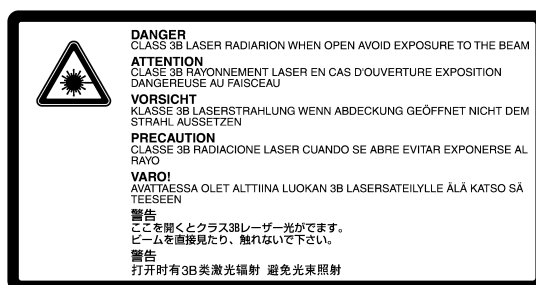 DANGER
CLASS 3B LASER RADIARION WHEN OPEN AVOID EXPOSURE TO THE BEAM
ATTENTION
CLASE 3B RAYONNEMENT LASER EN CAS D'OUVERTURE EXPOSITION
DANGEREUSE AU FAISCEAU
VORSICHT
KLASSE 3B LASERSTRAHLUNG WENN ABDECKUNG GEÖFFNET NICHT DEM
STRAHL AUSSETZEN
PRECAUTION
CLASSE 3B RADIACIONE LASER CUANDO SE ABRE EVITAR EXPONERSE AL
RAYO
VARO!
AVATTAESSA OLET ALTTIINA LUOKAN 3B LASERSATEILYLLE ÄLÄ KATSO SÄ
TEESEEN
警告
ここを開くとクラス3Bレーザー光がでます。
ビームを直接見たり、触れないで下さい。
警告
打开时有3B类激光辐射 避免光束照射